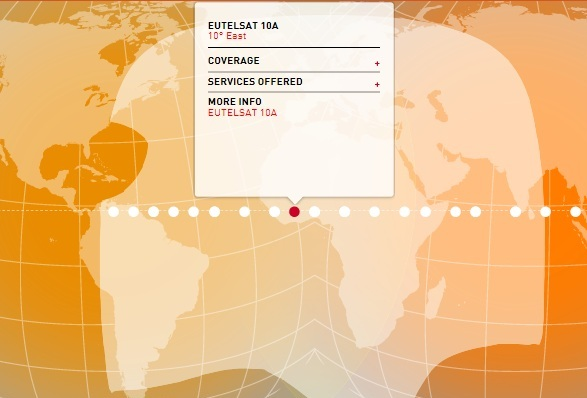 EUTELSAT 10A
10° East
COVERAGE +
SERVICES OFFERED +
MORE INFO
EUTELSAT 10A